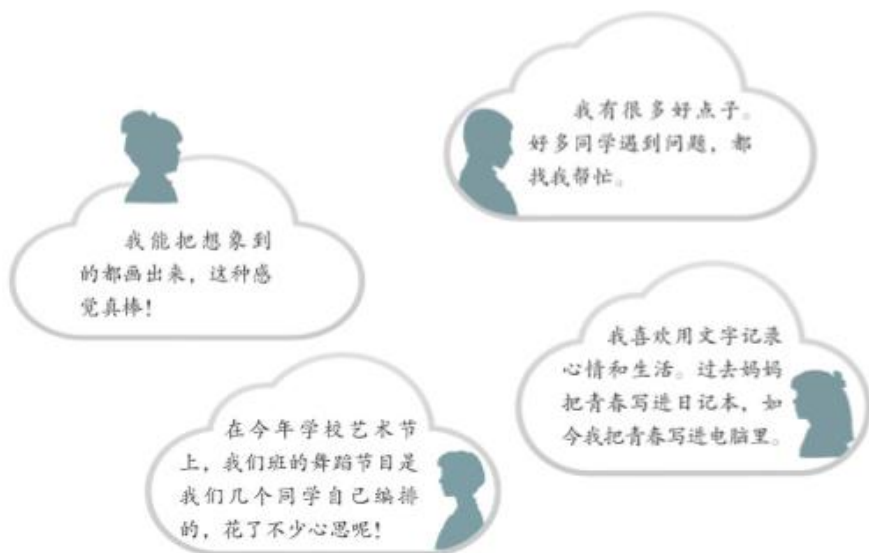 我有很多好点子。
好多同学遇到问题，都
找我帮忙。
我能把想象到
的都画出来，这种感
觉真棒！
我喜欢用文字记录
心情和生活。过去妈妈
把青春写进日记本，如
今我把青春写进电脑里。
在今年学校艺术节
上，我们班的舞蹈节目是
我们几个同学自己编排
的，花了不少心思呢！